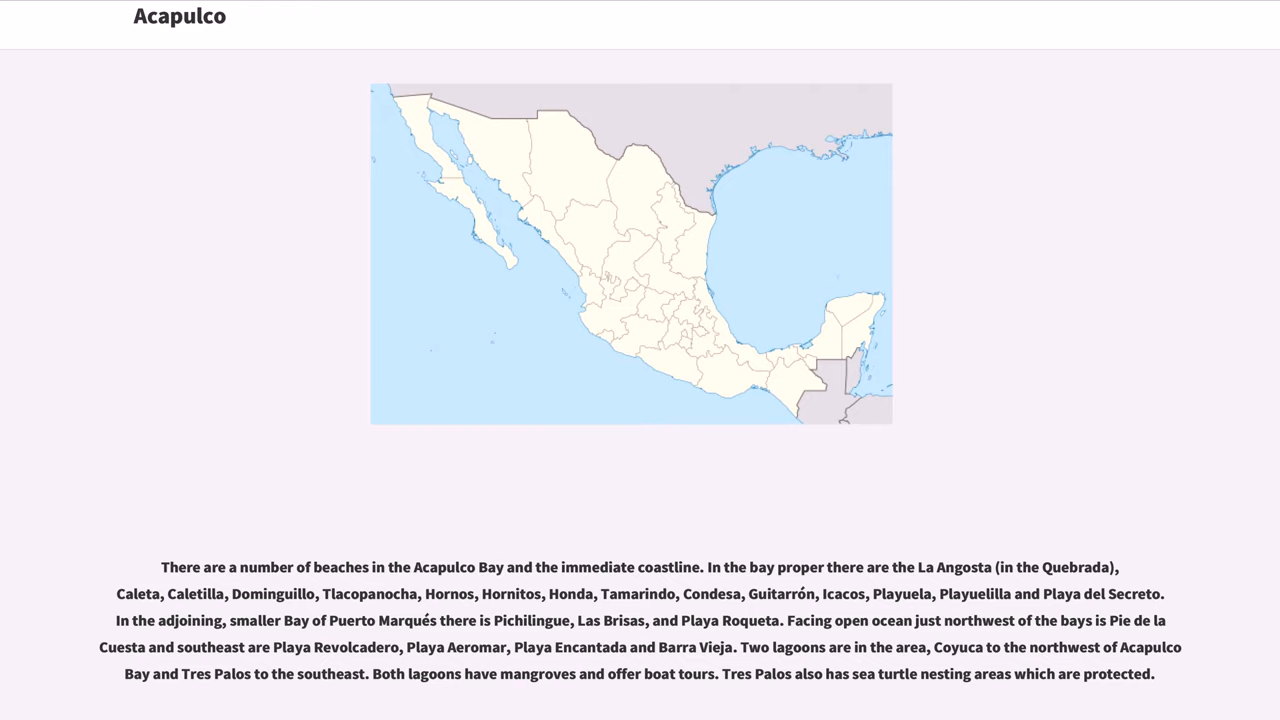 Acapulco
There are a number of beaches in the Acapulco Bay and the immediate coastline. In the bay proper there are the La Angosta (in the Quebrada),
Caleta, Caletilla, Dominguillo, Tlacopanocha, Hornos, Hornitos, Honda, Tamarindo, Condesa, Guitarrón, Icacos, Playuela, Playuelilla and Playa del Secreto.
In the adjoining, smaller Bay of Puerto Marqués there is Pichilingue, Las Brisas, and Playa Roqueta. Facing open ocean just northwest of the bays is Pie de la
Cuesta and southeast are Playa Revolcadero, Playa Aeromar, Playa Encantada and Barra Vieja. Two lagoons are in the area, Coyuca to the northwest of Acapulco
Bay and Tres Palos to the southeast. Both lagoons have mangroves and offer boat tours. Tres Palos also has sea turtle nesting areas which are protected.